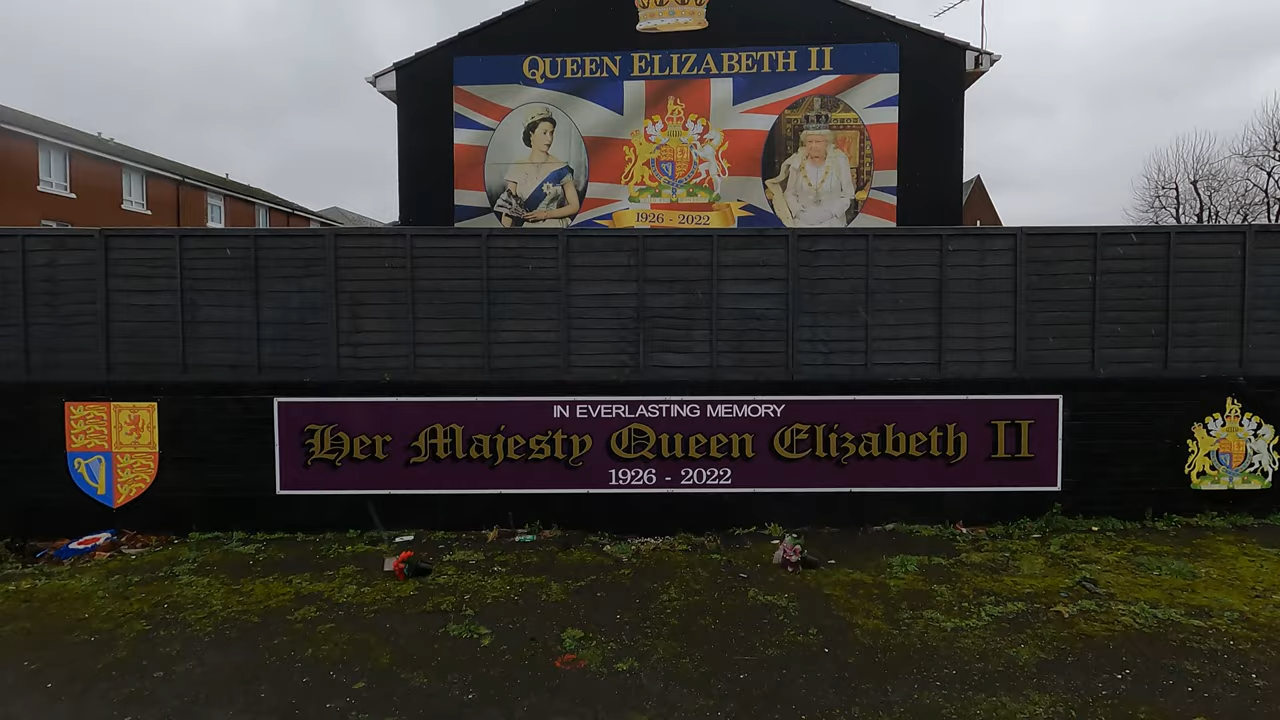 QUEEN ELIZABETH II
1926 - 2022
IN EVERLASTING MEMORY
Her Majesty Queen Elizabeth II
1926 - 2022